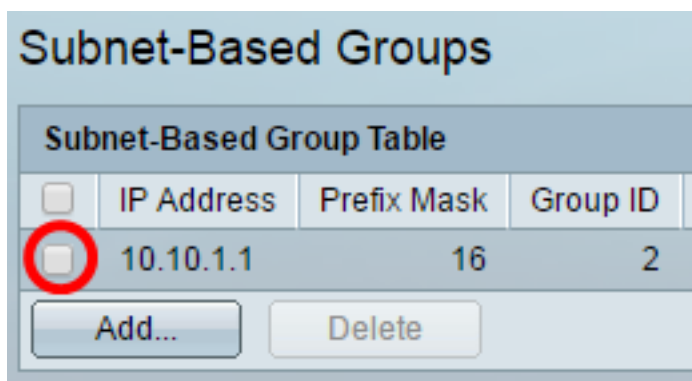 Subnet-Based Groups
Subnet-Based Group Table
IP Address Prefix Mask Group ID
10.10.1.1 16 2
Add... Delete